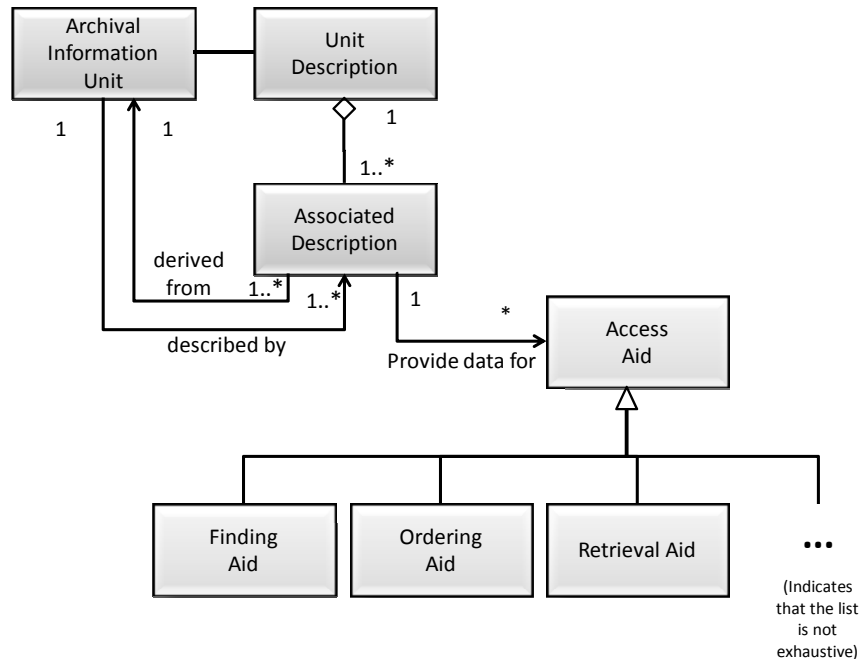 Archival
Information
Unit
Unit
Description
1
1
1
1..*
Associated
Description
derived
from
1..*
1..*
1
*
described by
Provide data for
Access
Aid
Finding
Aid
Ordering
Aid
Retrieval Aid
...
(Indicates
that the list
is not
exhaustive)